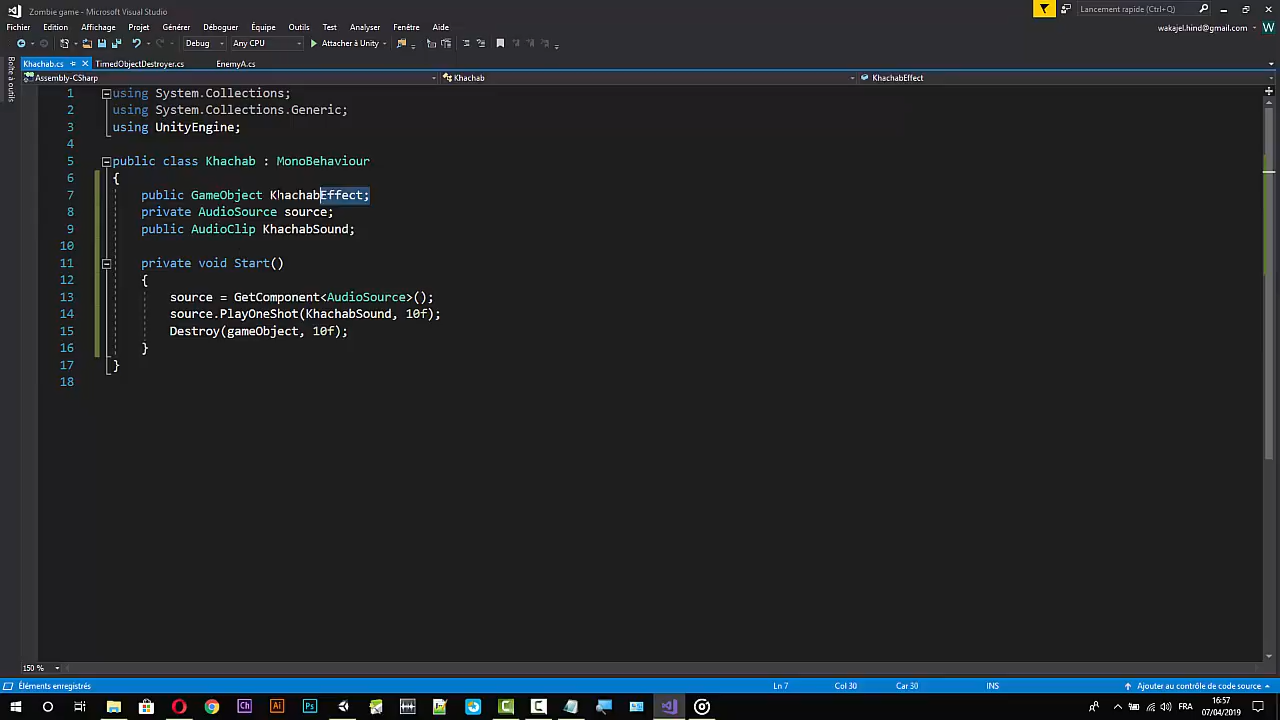 Zombie game - Microsoft Visual Studio
Lancement rapide (Ctrl+Q)
Fichier Edition Affichage Projet Générer Déboguer Équipe Outils Test Analyser Fenêtre Aide
wakajel.hind@gmail.com W
Debug Any CPU Attacher à Unity
Boîte à outils
Khachab.cs TimedObjectDestroyer.cs EnemyA.cs
Assembly-CSharp Khachab KhachabEffect
1 using System.Collections;
2 using System.Collections.Generic;
3 using UnityEngine;
4
5 public class Khachab : MonoBehaviour
6 {
7 public GameObject KhachabEffect;
8 private AudioSource source;
9 public AudioClip KhachabSound;
10
11 private void Start()
12 {
13 source = GetComponent<AudioSource>();
14 source.PlayOneShot(KhachabSound, 10f);
15 Destroy(gameObject, 10f);
16 }
17 }
18
150 %
Éléments enregistrés Ln 7 Col 30 Car 30 INS Ajouter au contrôle de code source
Ch Ai Ps FRA 16:57
07/04/2019